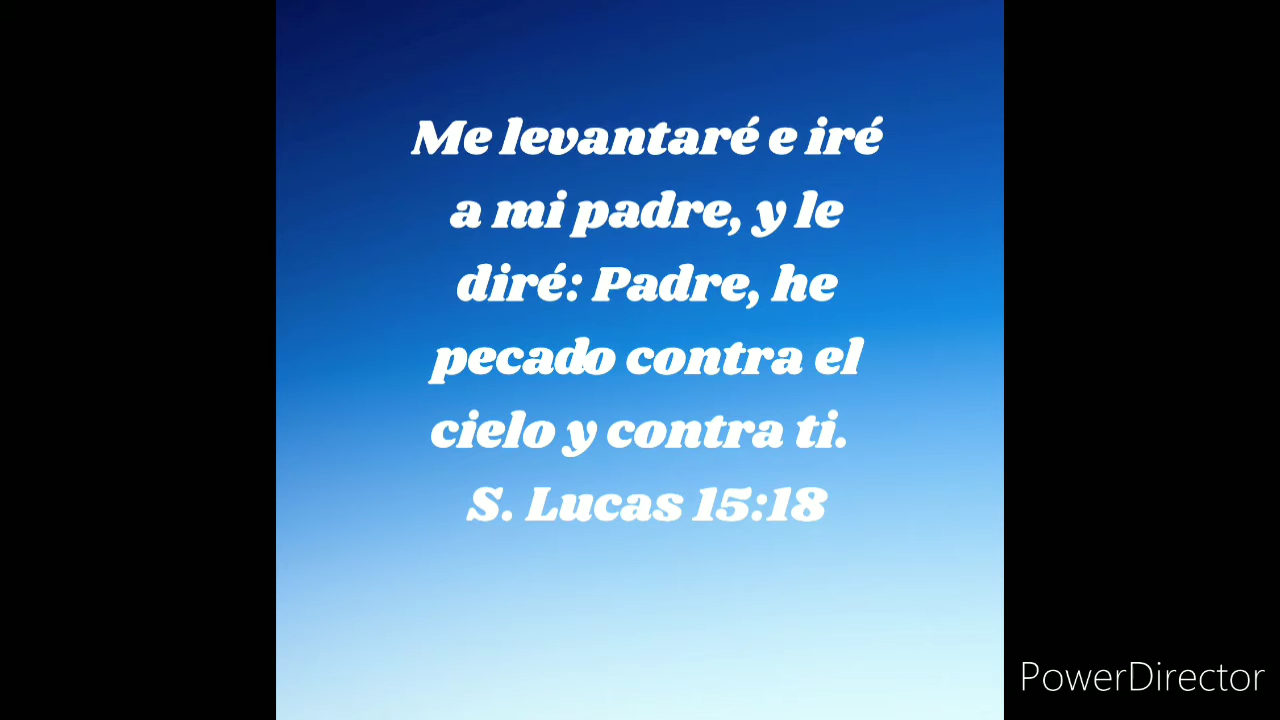 Me levantaré e iré
a mi padre, y le
diré: Padre, he
pecado contra el
cielo y contra ti.
S. Lucas 15:18
PowerDirector